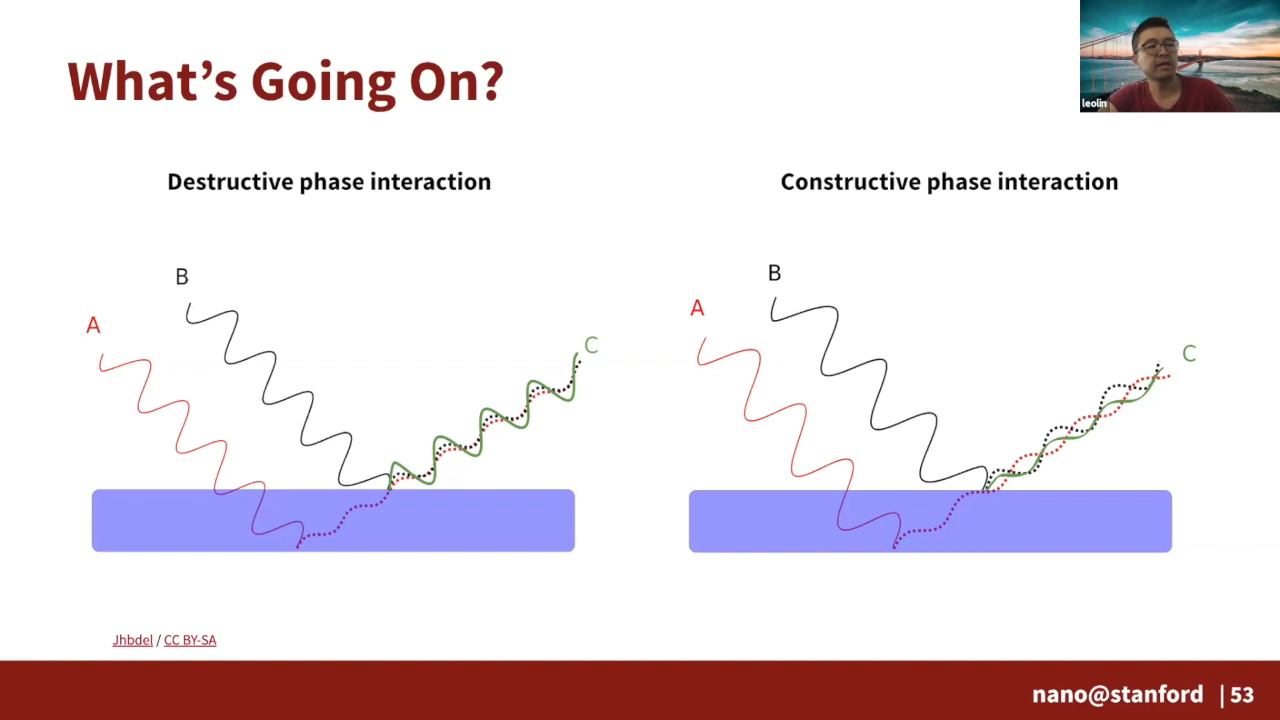 What's Going On?
leolin
Destructive phase interaction
Constructive phase interaction
B
A
C
B
A
C
Jhbdel / CC BY-SA
nano@stanford | 53